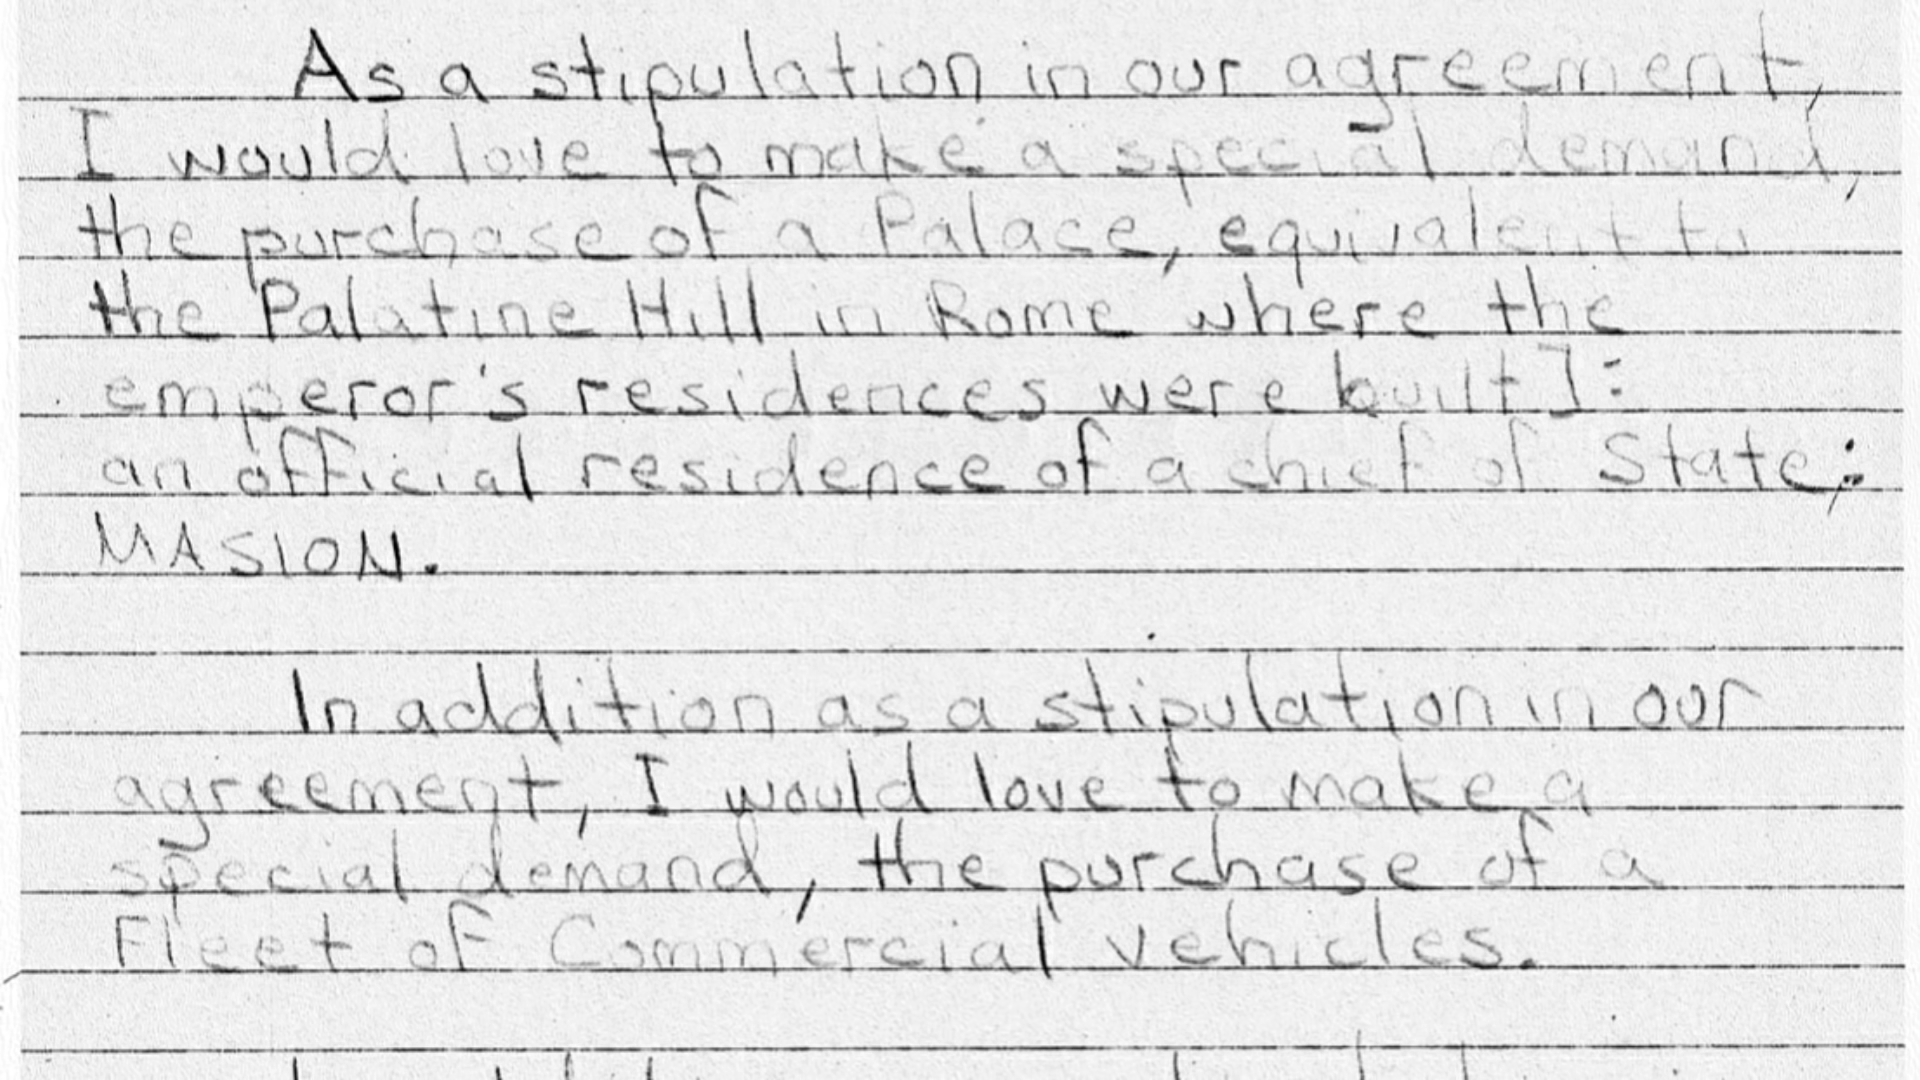 As a stipulation in our agreement,
I would love to make a special demand,
the purchase of a Palace, equivalent to
the Palatine Hill in Rome where the
emperor's residences were built]:
an official residence of a chief of State;
MASION.
In addition as a stipulation in our
agreement, I would love to make a
special demand, the purchase of a
Fleet of Commercial vehicles.